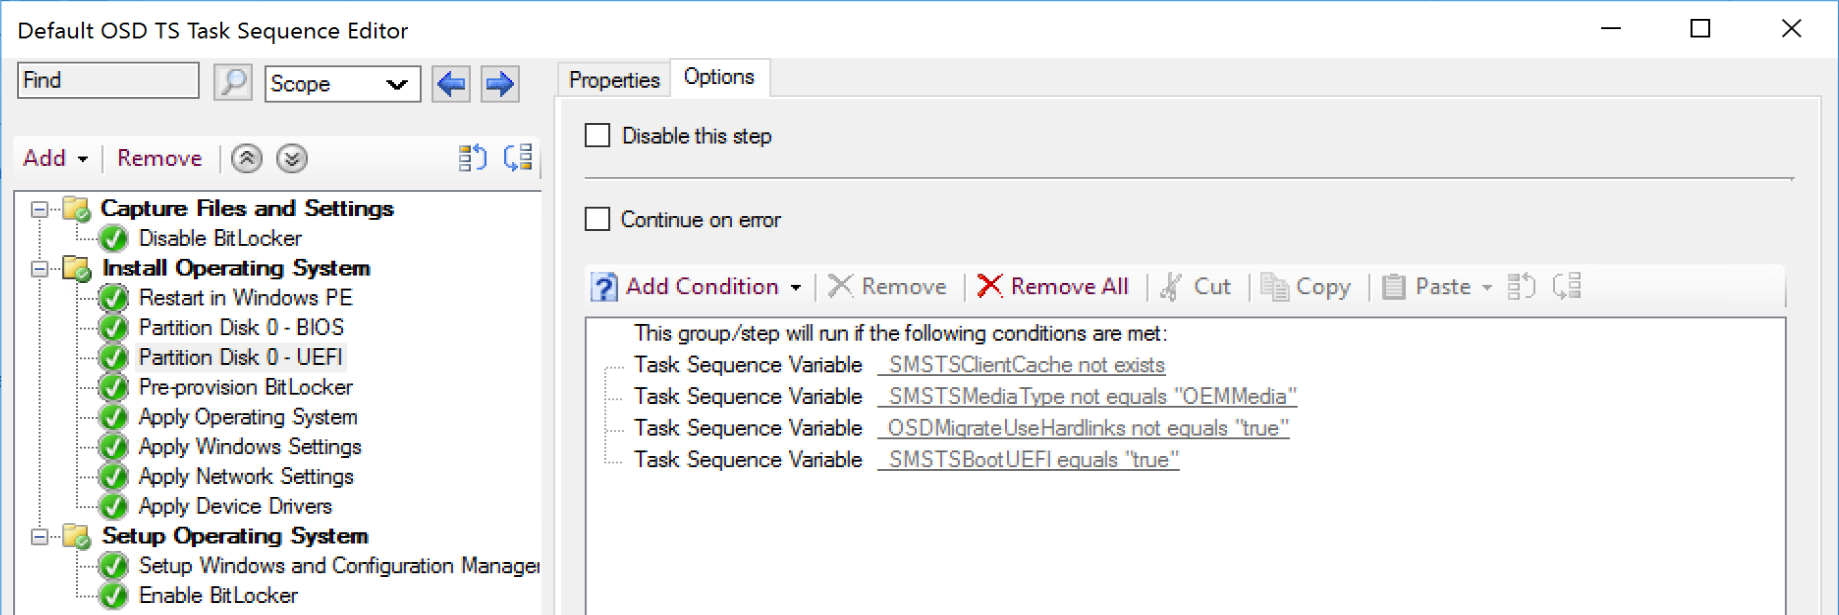 Default OSD TS Task Sequence Editor
Find
Scope
Add
Remove
Capture Files and Settings
Disable BitLocker
Install Operating System
Restart in Windows PE
Partition Disk 0 - BIOS
Partition Disk 0 - UEFI
Pre-provision BitLocker
Apply Operating System
Apply Windows Settings
Apply Network Settings
Apply Device Drivers
Setup Operating System
Setup Windows and Configuration Manager
Enable BitLocker
Properties
Options
Disable this step
Continue on error
Add Condition
Remove
Remove All
Cut
Copy
Paste
This group/step will run if the following conditions are met:
Task Sequence Variable SMSTSClientCache not exists
Task Sequence Variable SMSTSMediaType not equals "OEMMedia"
Task Sequence Variable OSDMigrateUseHardlinks not equals "true"
Task Sequence Variable SMSTSBootUEFI equals "true"